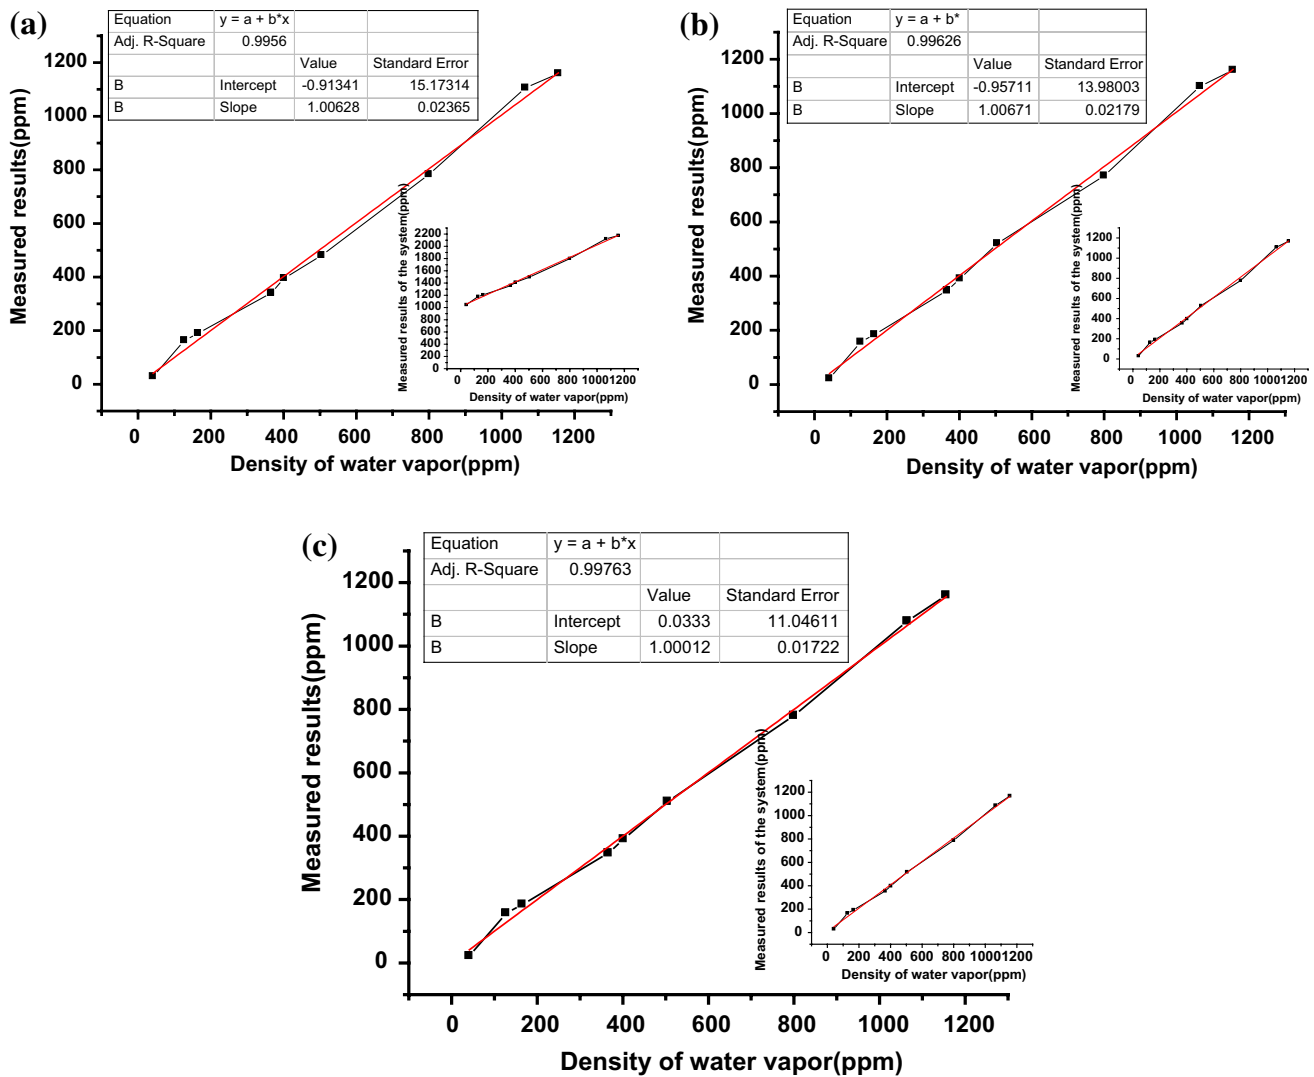 (a)
Equation y = a + b*x
Adj. R-Square 0.9956
Value Standard Error
B Intercept -0.91341 15.17314
B Slope 1.00628 0.02365
Measured results(ppm)
1200
1000
800
600
400
200
0
0 200 400 600 800 1000 1200
Density of water vapor(ppm)
Measured results of the system(ppm)
2200
2000
1800
1600
1400
1200
1000
800
600
400
200
0
0 200 400 600 800 1000 1200
Density of water vapor(ppm)
(b)
Equation y = a + b*
Adj. R-Square 0.99626
Value Standard Error
B Intercept -0.95711 13.98003
B Slope 1.00671 0.02179
Measured results(ppm)
1200
1000
800
600
400
200
0
0 200 400 600 800 1000 1200
Density of water vapor(ppm)
Measured results of the system(ppm)
1200
1000
800
600
400
200
0
0 200 400 600 800 1000 1200
Density of water vapor(ppm)
(c)
Equation y = a + b*x
Adj. R-Square 0.99763
Value Standard Error
B Intercept 0.0333 11.04611
B Slope 1.00012 0.01722
Measured results(ppm)
1200
1000
800
600
400
200
0
0 200 400 600 800 1000 1200
Density of water vapor(ppm)
Measured results of the system(ppm)
1200
1000
800
600
400
200
0
0 200 400 600 800 1000 1200
Density of water vapor(ppm)